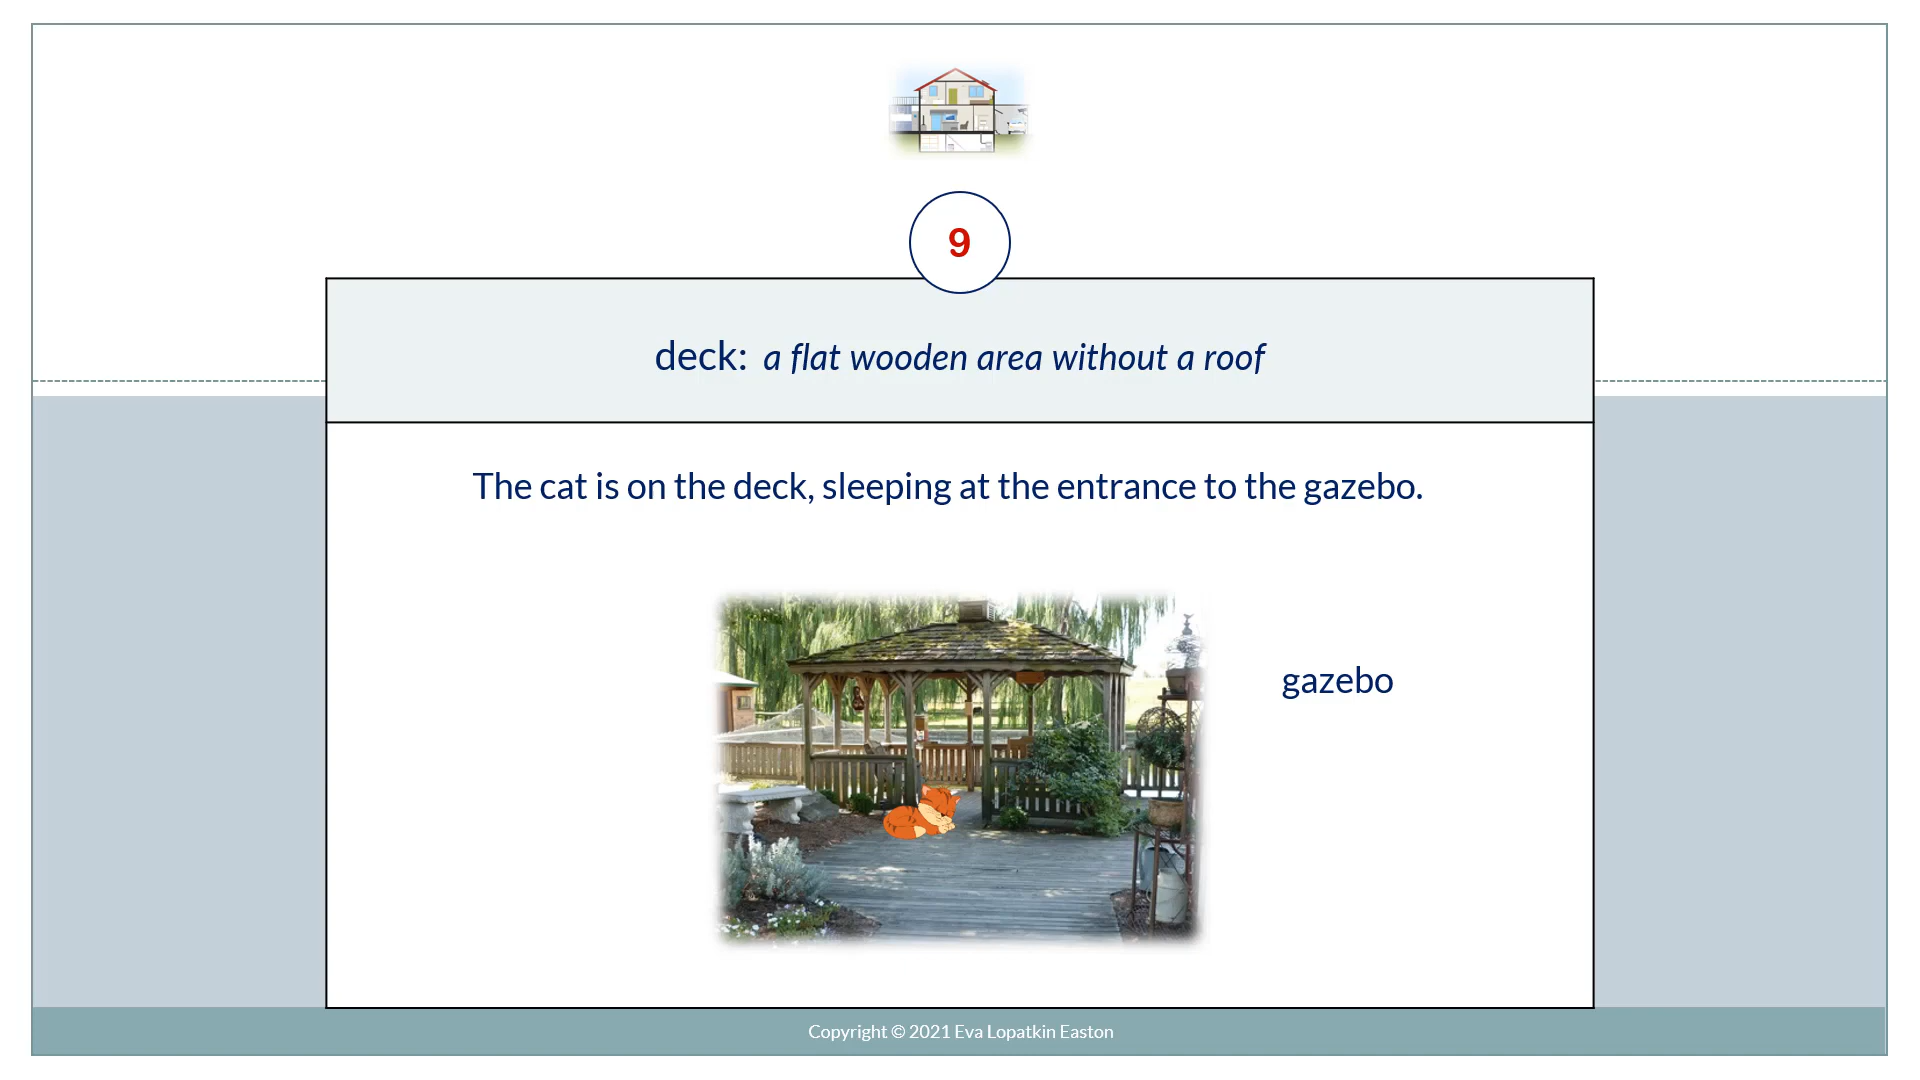 9
deck: a flat wooden area without a roof
The cat is on the deck, sleeping at the entrance to the gazebo.
gazebo
Copyright © 2021 Eva Lopatkin Easton